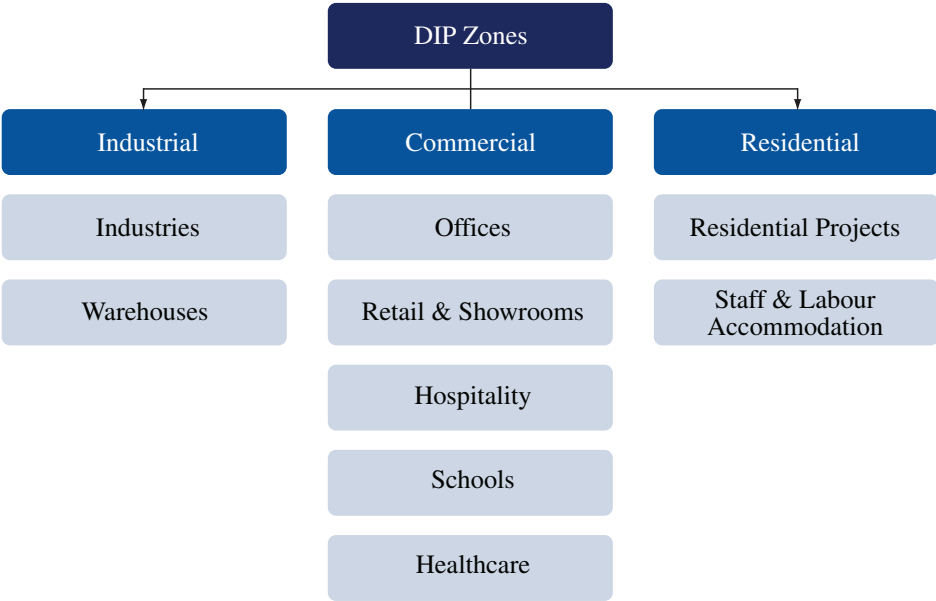 DIP Zones
Industrial
Commercial
Residential
Industries
Offices
Residential Projects
Warehouses
Retail & Showrooms
Staff & Labour
Accommodation
Hospitality
Schools
Healthcare